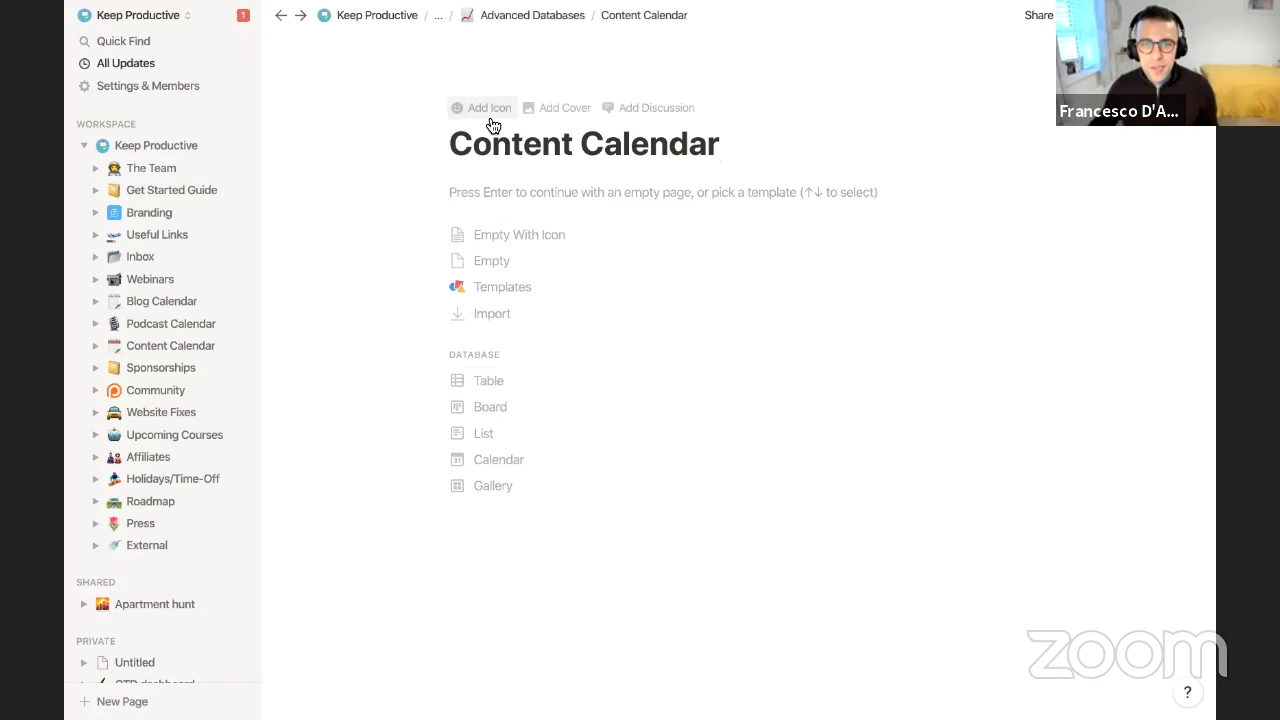 Keep Productive
1
Quick Find
All Updates
Settings & Members
WORKSPACE
Keep Productive
The Team
Get Started Guide
Branding
Useful Links
Inbox
Webinars
Blog Calendar
Podcast Calendar
Content Calendar
Sponsorships
Community
Website Fixes
Upcoming Courses
Affiliates
Holidays/Time-Off
Roadmap
Press
External
SHARED
Apartment hunt
PRIVATE
Untitled
New Page
Keep Productive / ... / Advanced Databases / Content Calendar
Share
Francesco D'A...
Add Icon Add Cover Add Discussion
Content Calendar
Press Enter to continue with an empty page, or pick a template (↑↓ to select)
Empty With Icon
Empty
Templates
Import
DATABASE
Table
Board
List
31 Calendar
Gallery
zoom
?